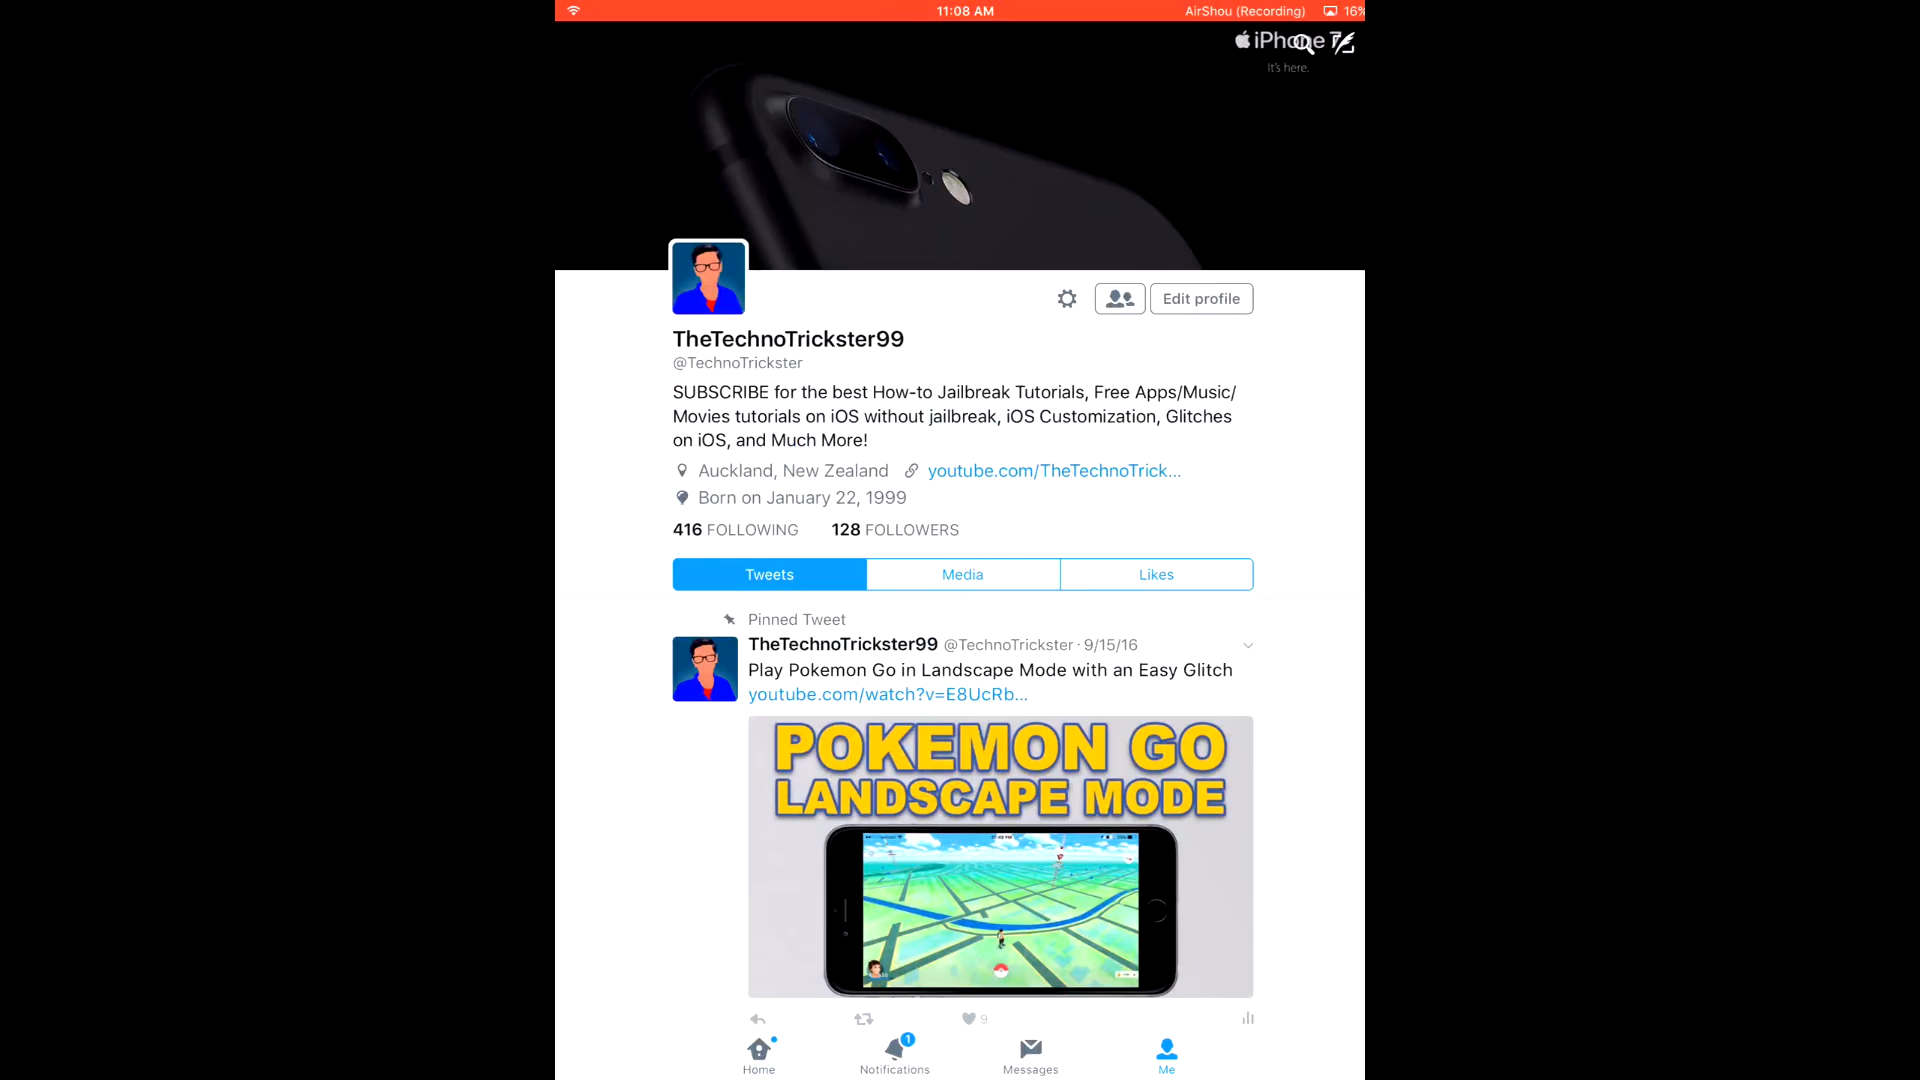 11:08 AM
AirShou (Recording)
16%
iPhone 7
It's here.
Edit profile
TheTechnoTrickster99
@TechnoTrickster
SUBSCRIBE for the best How-to Jailbreak Tutorials, Free Apps/Music/
Movies tutorials on iOS without jailbreak, iOS Customization, Glitches
on iOS, and Much More!
Auckland, New Zealand youtube.com/TheTechnoTrick...
Born on January 22, 1999
416 FOLLOWING 128 FOLLOWERS
Tweets Media Likes
Pinned Tweet
TheTechnoTrickster99 @TechnoTrickster · 9/15/16
Play Pokemon Go in Landscape Mode with an Easy Glitch
youtube.com/watch?v=E8UcRb...
POKEMON GO
LANDSCAPE MODE
9
1
Home Notifications Messages Me